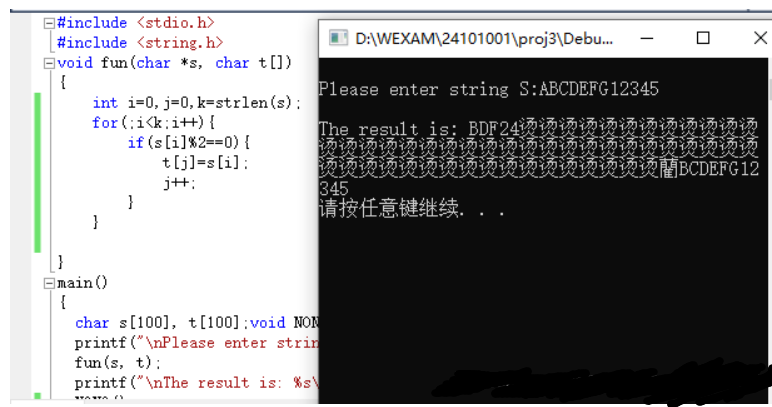 #include <stdio.h>
#include <string.h>
void fun(char *s, char t[])
{
int i=0,j=0,k=strlen(s);
for(;i<k;i++){
if(s[i]%2==0){
t[j]=s[i];
j++;
}
}
}
main()
{
char s[100], t[100];void NON
printf("\nPlease enter strin
fun(s, t);
printf("\nThe result is: %s\
D:\WEXAM\24101001\proj3\Debu...
Please enter string S:ABCDEFG12345
The result is: BDF24烫烫烫烫烫烫烫烫烫烫烫烫
烫烫烫烫烫烫烫烫烫烫烫烫烫烫烫烫烫烫烫烫烫烫
烫烫烫烫烫烫烫烫烫烫烫烫烫烫烫烫烫藺BCDEFG12
345
请按任意键继续. . .